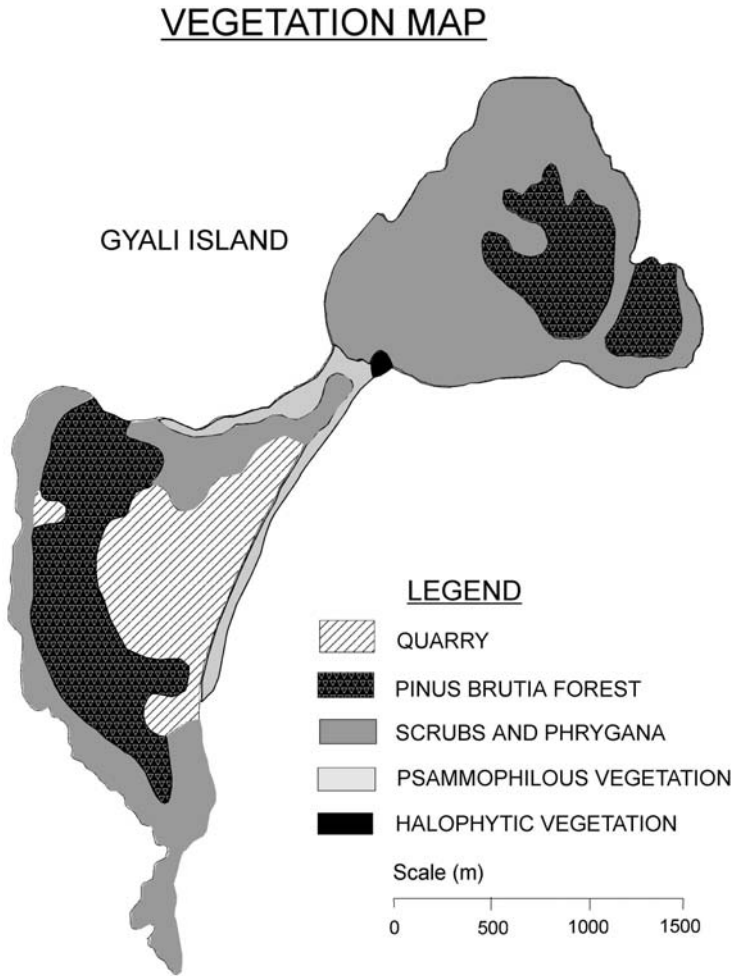 VEGETATION MAP
GYALI ISLAND
LEGEND
QUARRY
PINUS BRUTIA FOREST
SCRUBS AND PHRYGANA
PSAMMOPHILOUS VEGETATION
HALOPHYTIC VEGETATION
Scale (m)
0 500 1000 1500